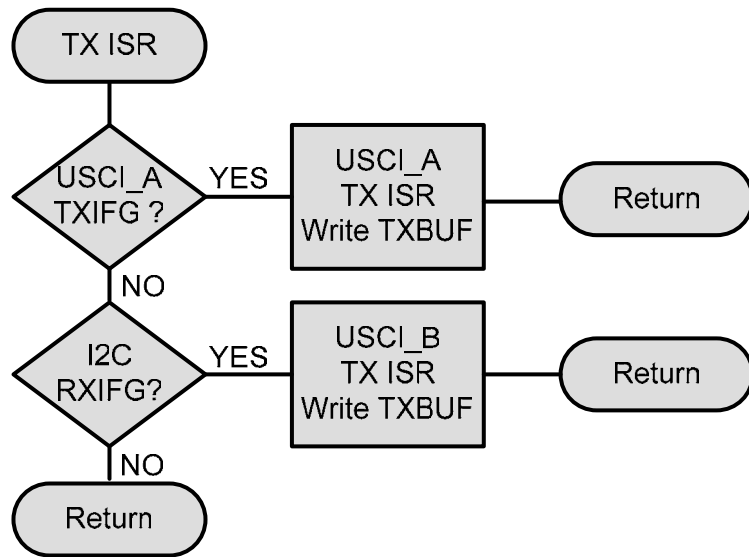 TX ISR
USCI_A
TXIFG ?
YES
USCI_A
TX ISR
Write TXBUF
Return
NO
I2C
RXIFG?
YES
USCI_B
TX ISR
Write TXBUF
Return
NO
Return